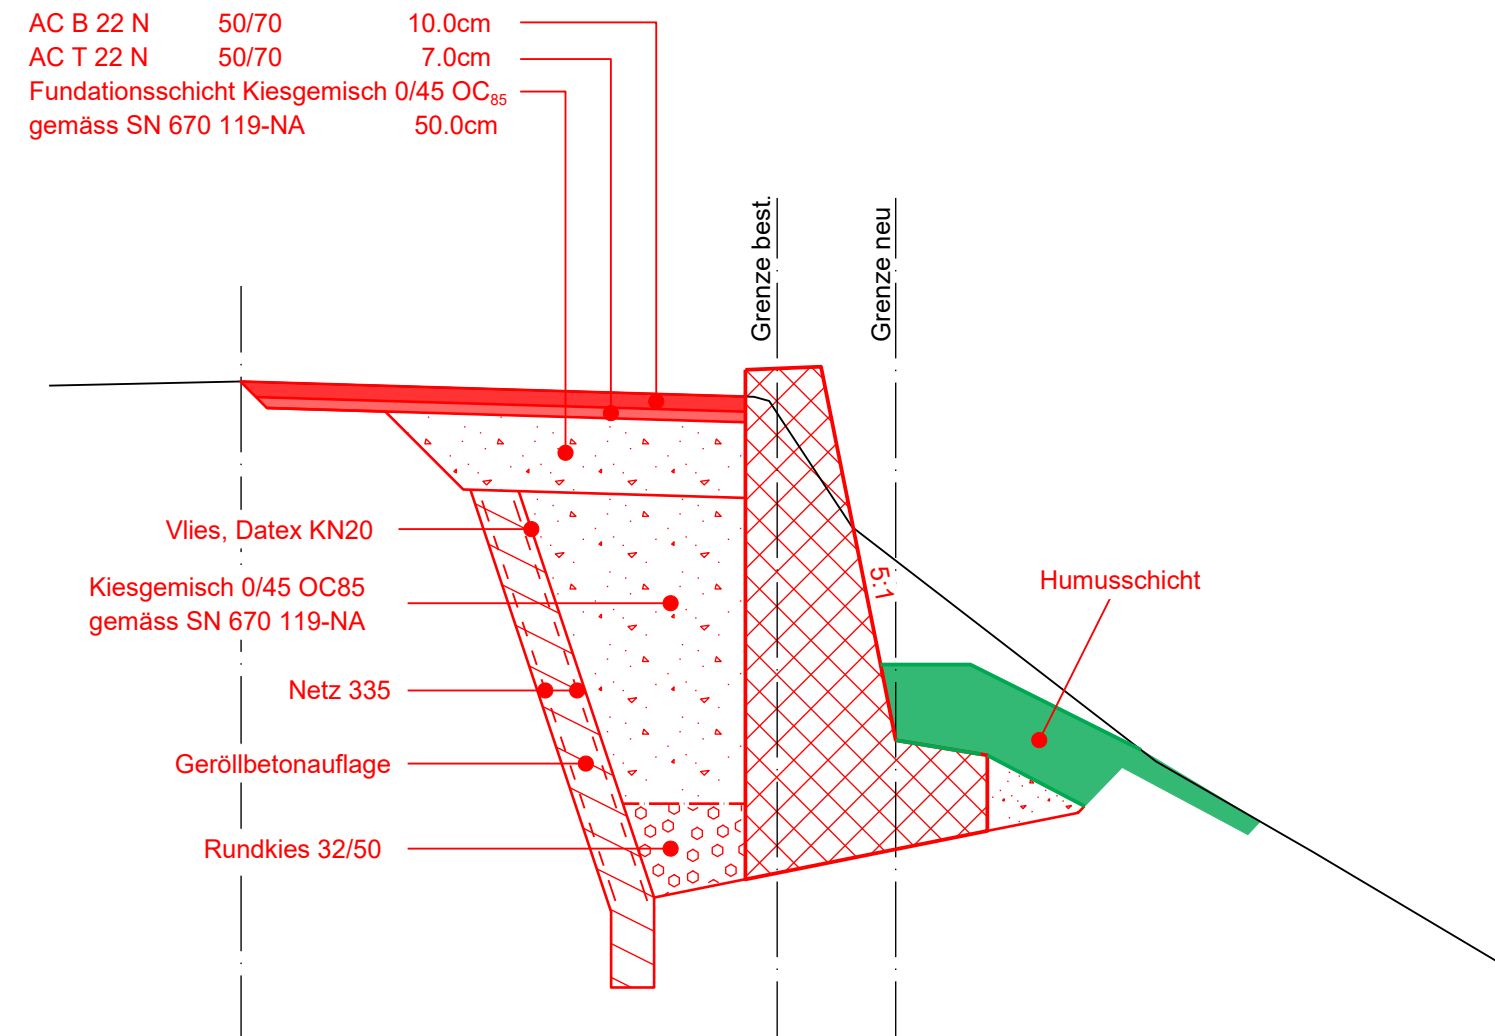 AC B 22 N 50/70 10.0cm
AC T 22 N 50/70 7.0cm
Fundationsschicht Kiesgemisch 0/45 OC₈₅
gemäss SN 670 119-NA 50.0cm
Grenze best.
Grenze neu
Vlies, Datex KN20
Kiesgemisch 0/45 OC85
gemäss SN 670 119-NA
5:1
Humusschicht
Netz 335
Geröllbetonauflage
Rundkies 32/50